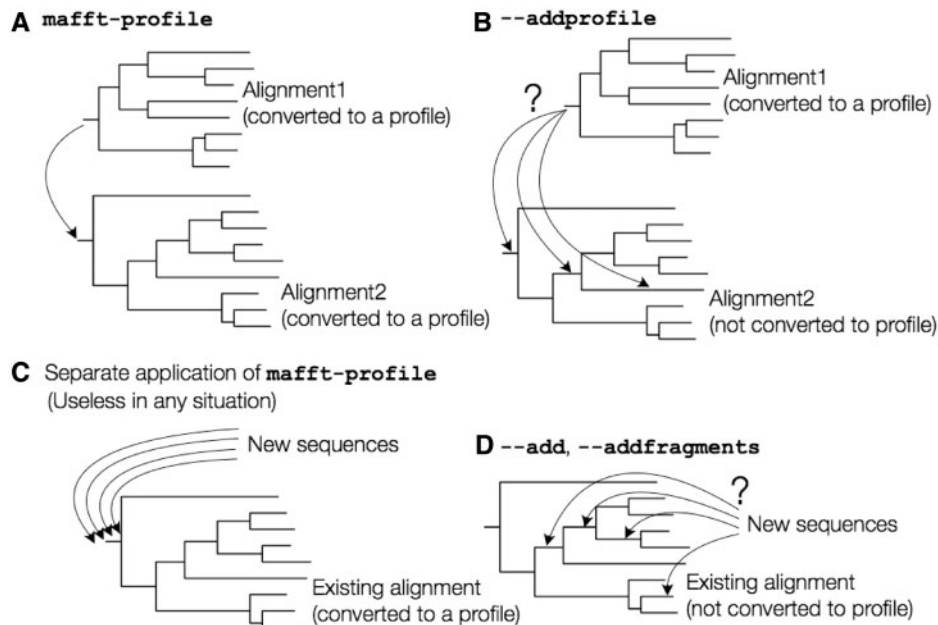 A mafft-profile
Alignment1
(converted to a profile)
Alignment2
(converted to a profile)
B --addprofile
?
Alignment1
(converted to a profile)
Alignment2
(not converted to profile)
C Separate application of mafft-profile
(Useless in any situation)
New sequences
Existing alignment
(converted to a profile)
D --add, --addfragments
?
New sequences
Existing alignment
(not converted to profile)